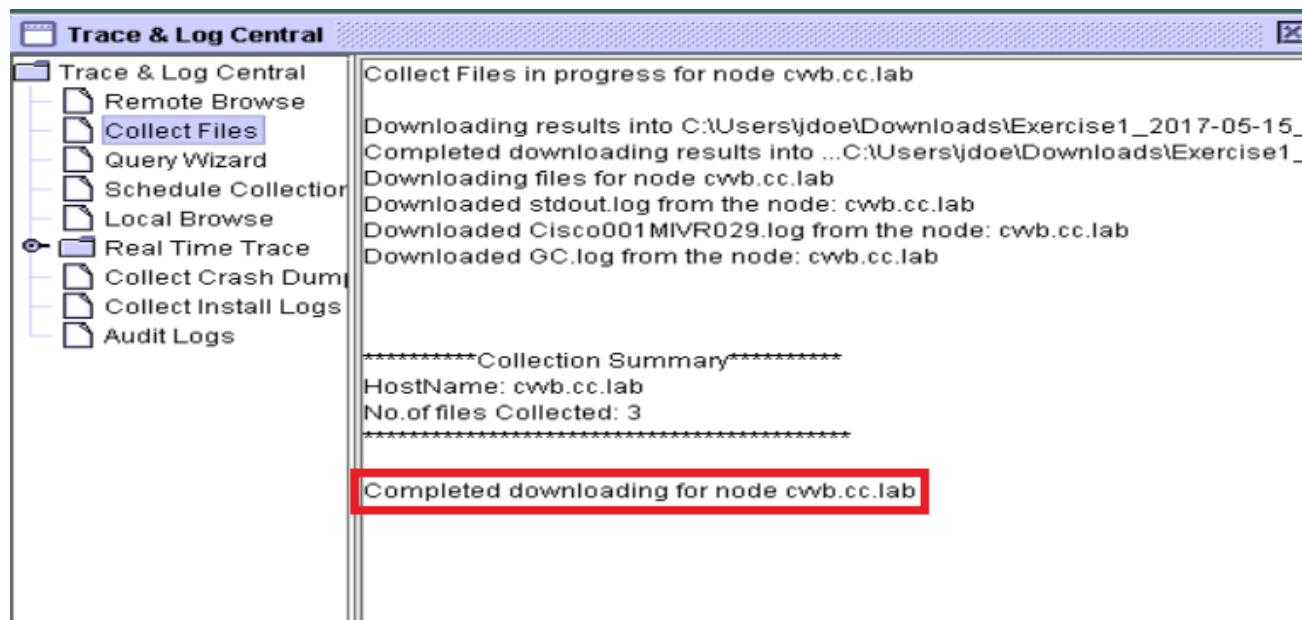 Trace & Log Central
Trace & Log Central
Remote Browse
Collect Files
Query Wizard
Schedule Collection
Local Browse
Real Time Trace
Collect Crash Dum
Collect Install Logs
Audit Logs
Collect Files in progress for node cwb.cc.lab
Downloading results into C:\Users\jdoe\Downloads\Exercise1_2017-05-15_
Completed downloading results into ...C:\Users\jdoe\Downloads\Exercise1_
Downloading files for node cwb.cc.lab
Downloaded stdout.log from the node: cwb.cc.lab
Downloaded Cisco001MIVR029.log from the node: cwb.cc.lab
Downloaded GC.log from the node: cwb.cc.lab
**********Collection Summary**********
HostName: cwb.cc.lab
No.of files Collected: 3
*******************************************
Completed downloading for node cwb.cc.lab